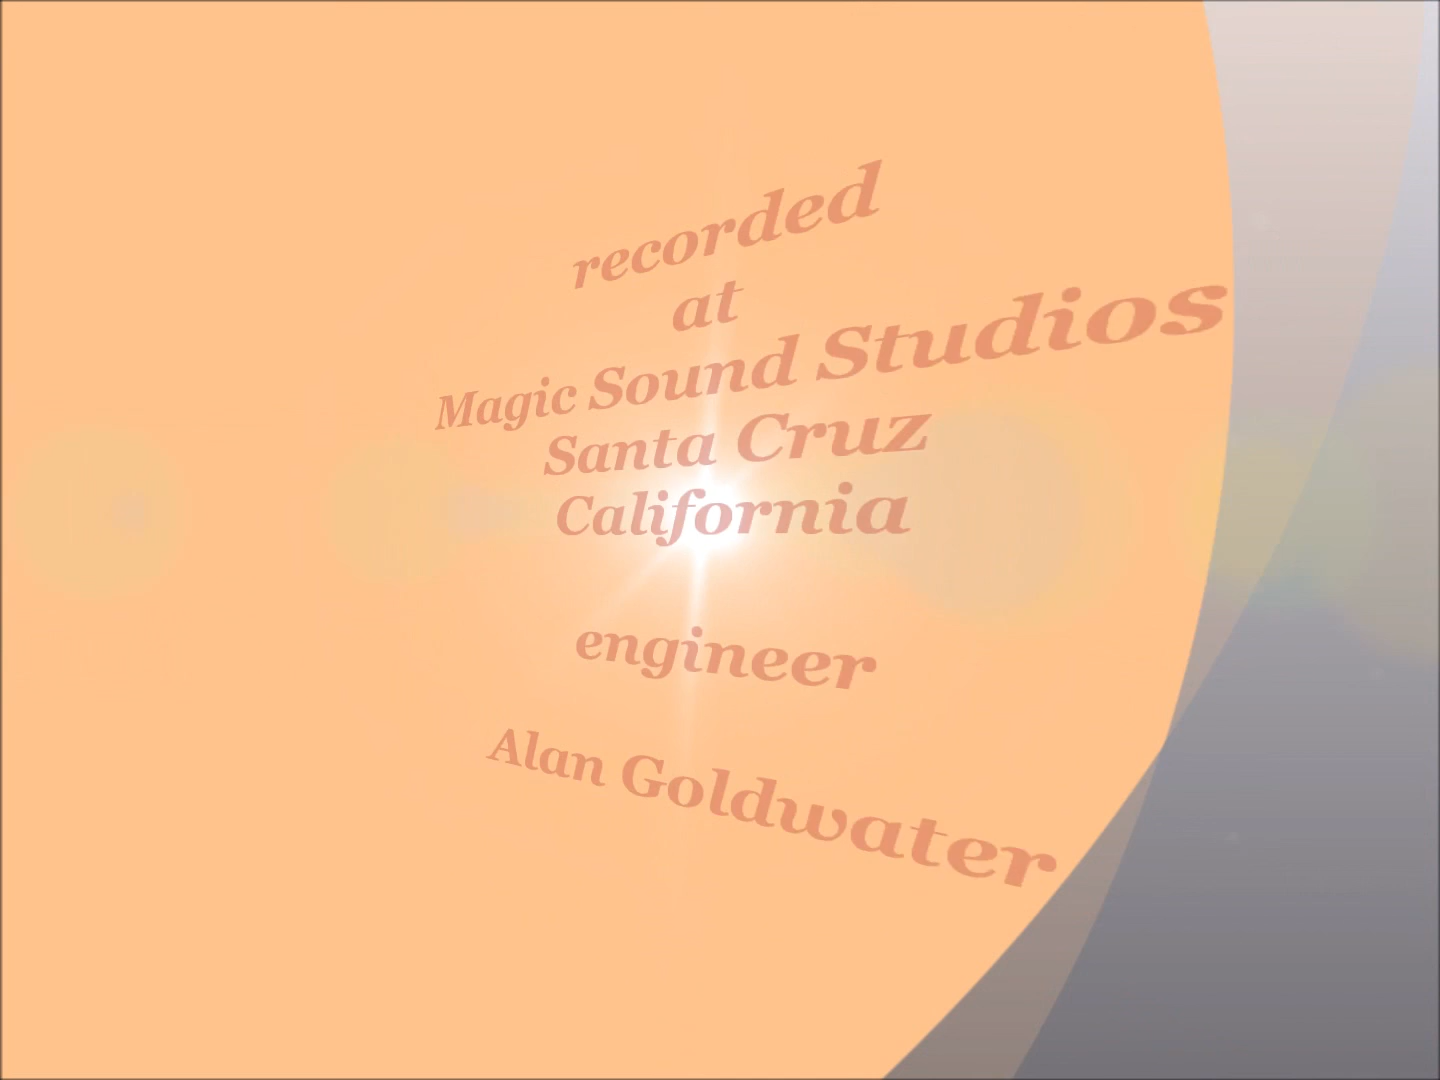 recorded
at
Magic Sound Studios
Santa Cruz
California
engineer
Alan Goldwater